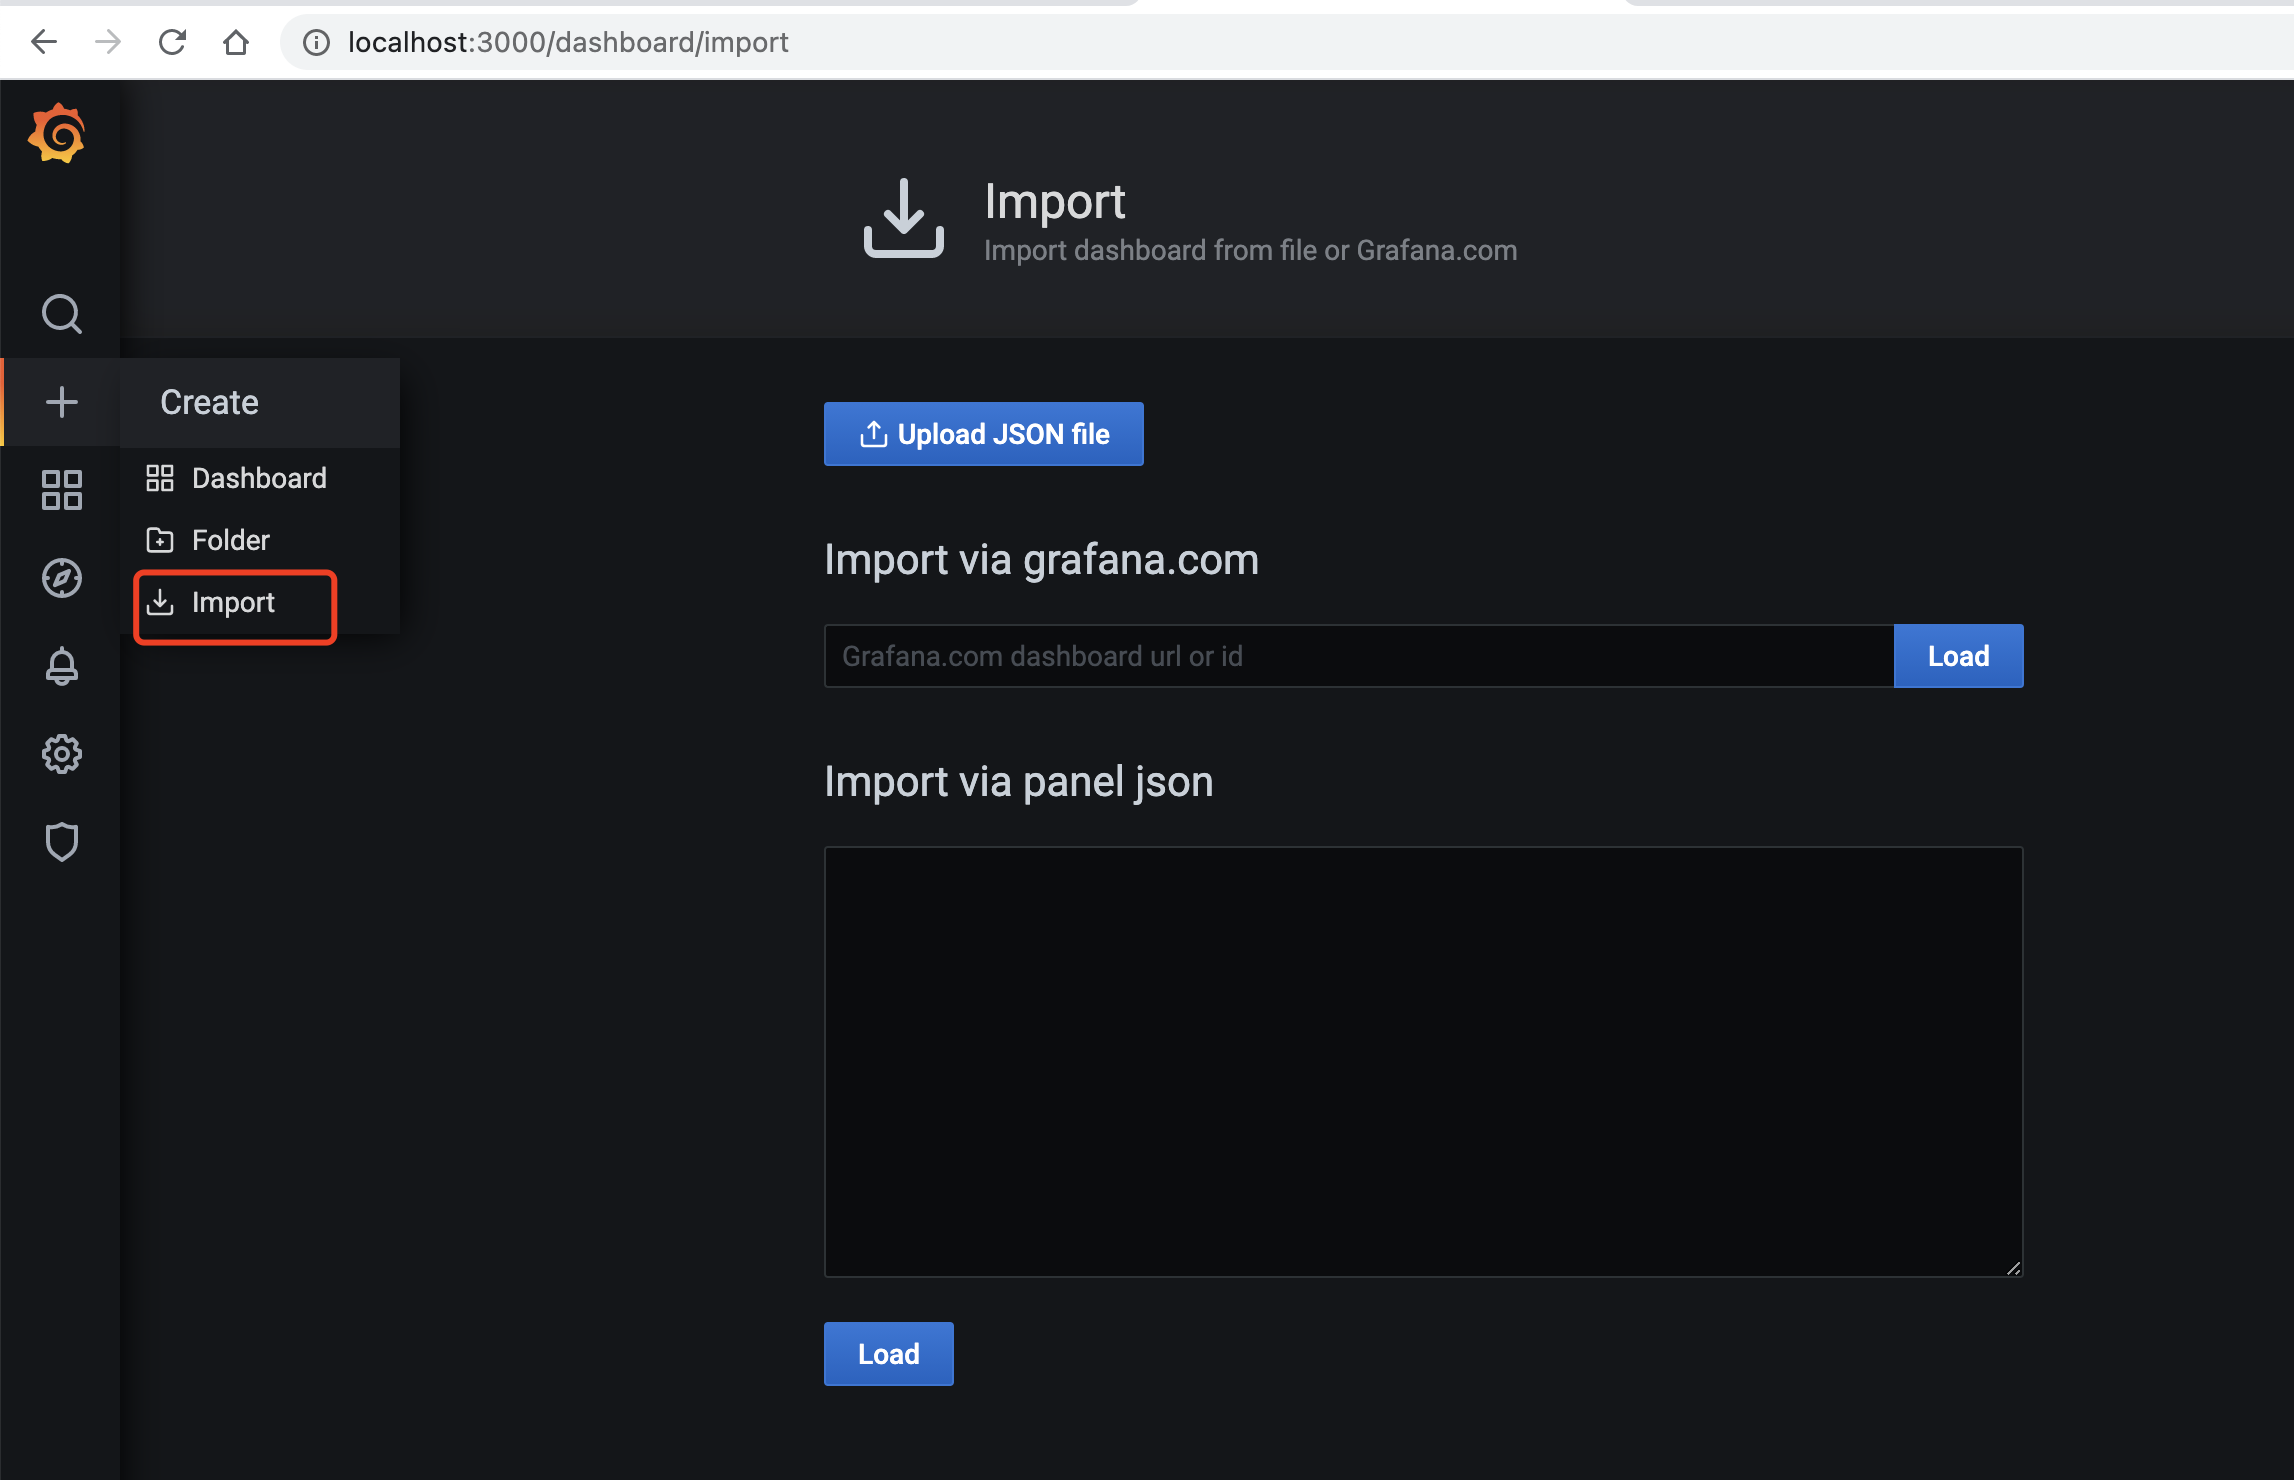 localhost:3000/dashboard/import
Import
Import dashboard from file or Grafana.com
Create
Dashboard
Folder
Import
Upload JSON file
Import via grafana.com
Grafana.com dashboard url or id
Load
Import via panel json
Load